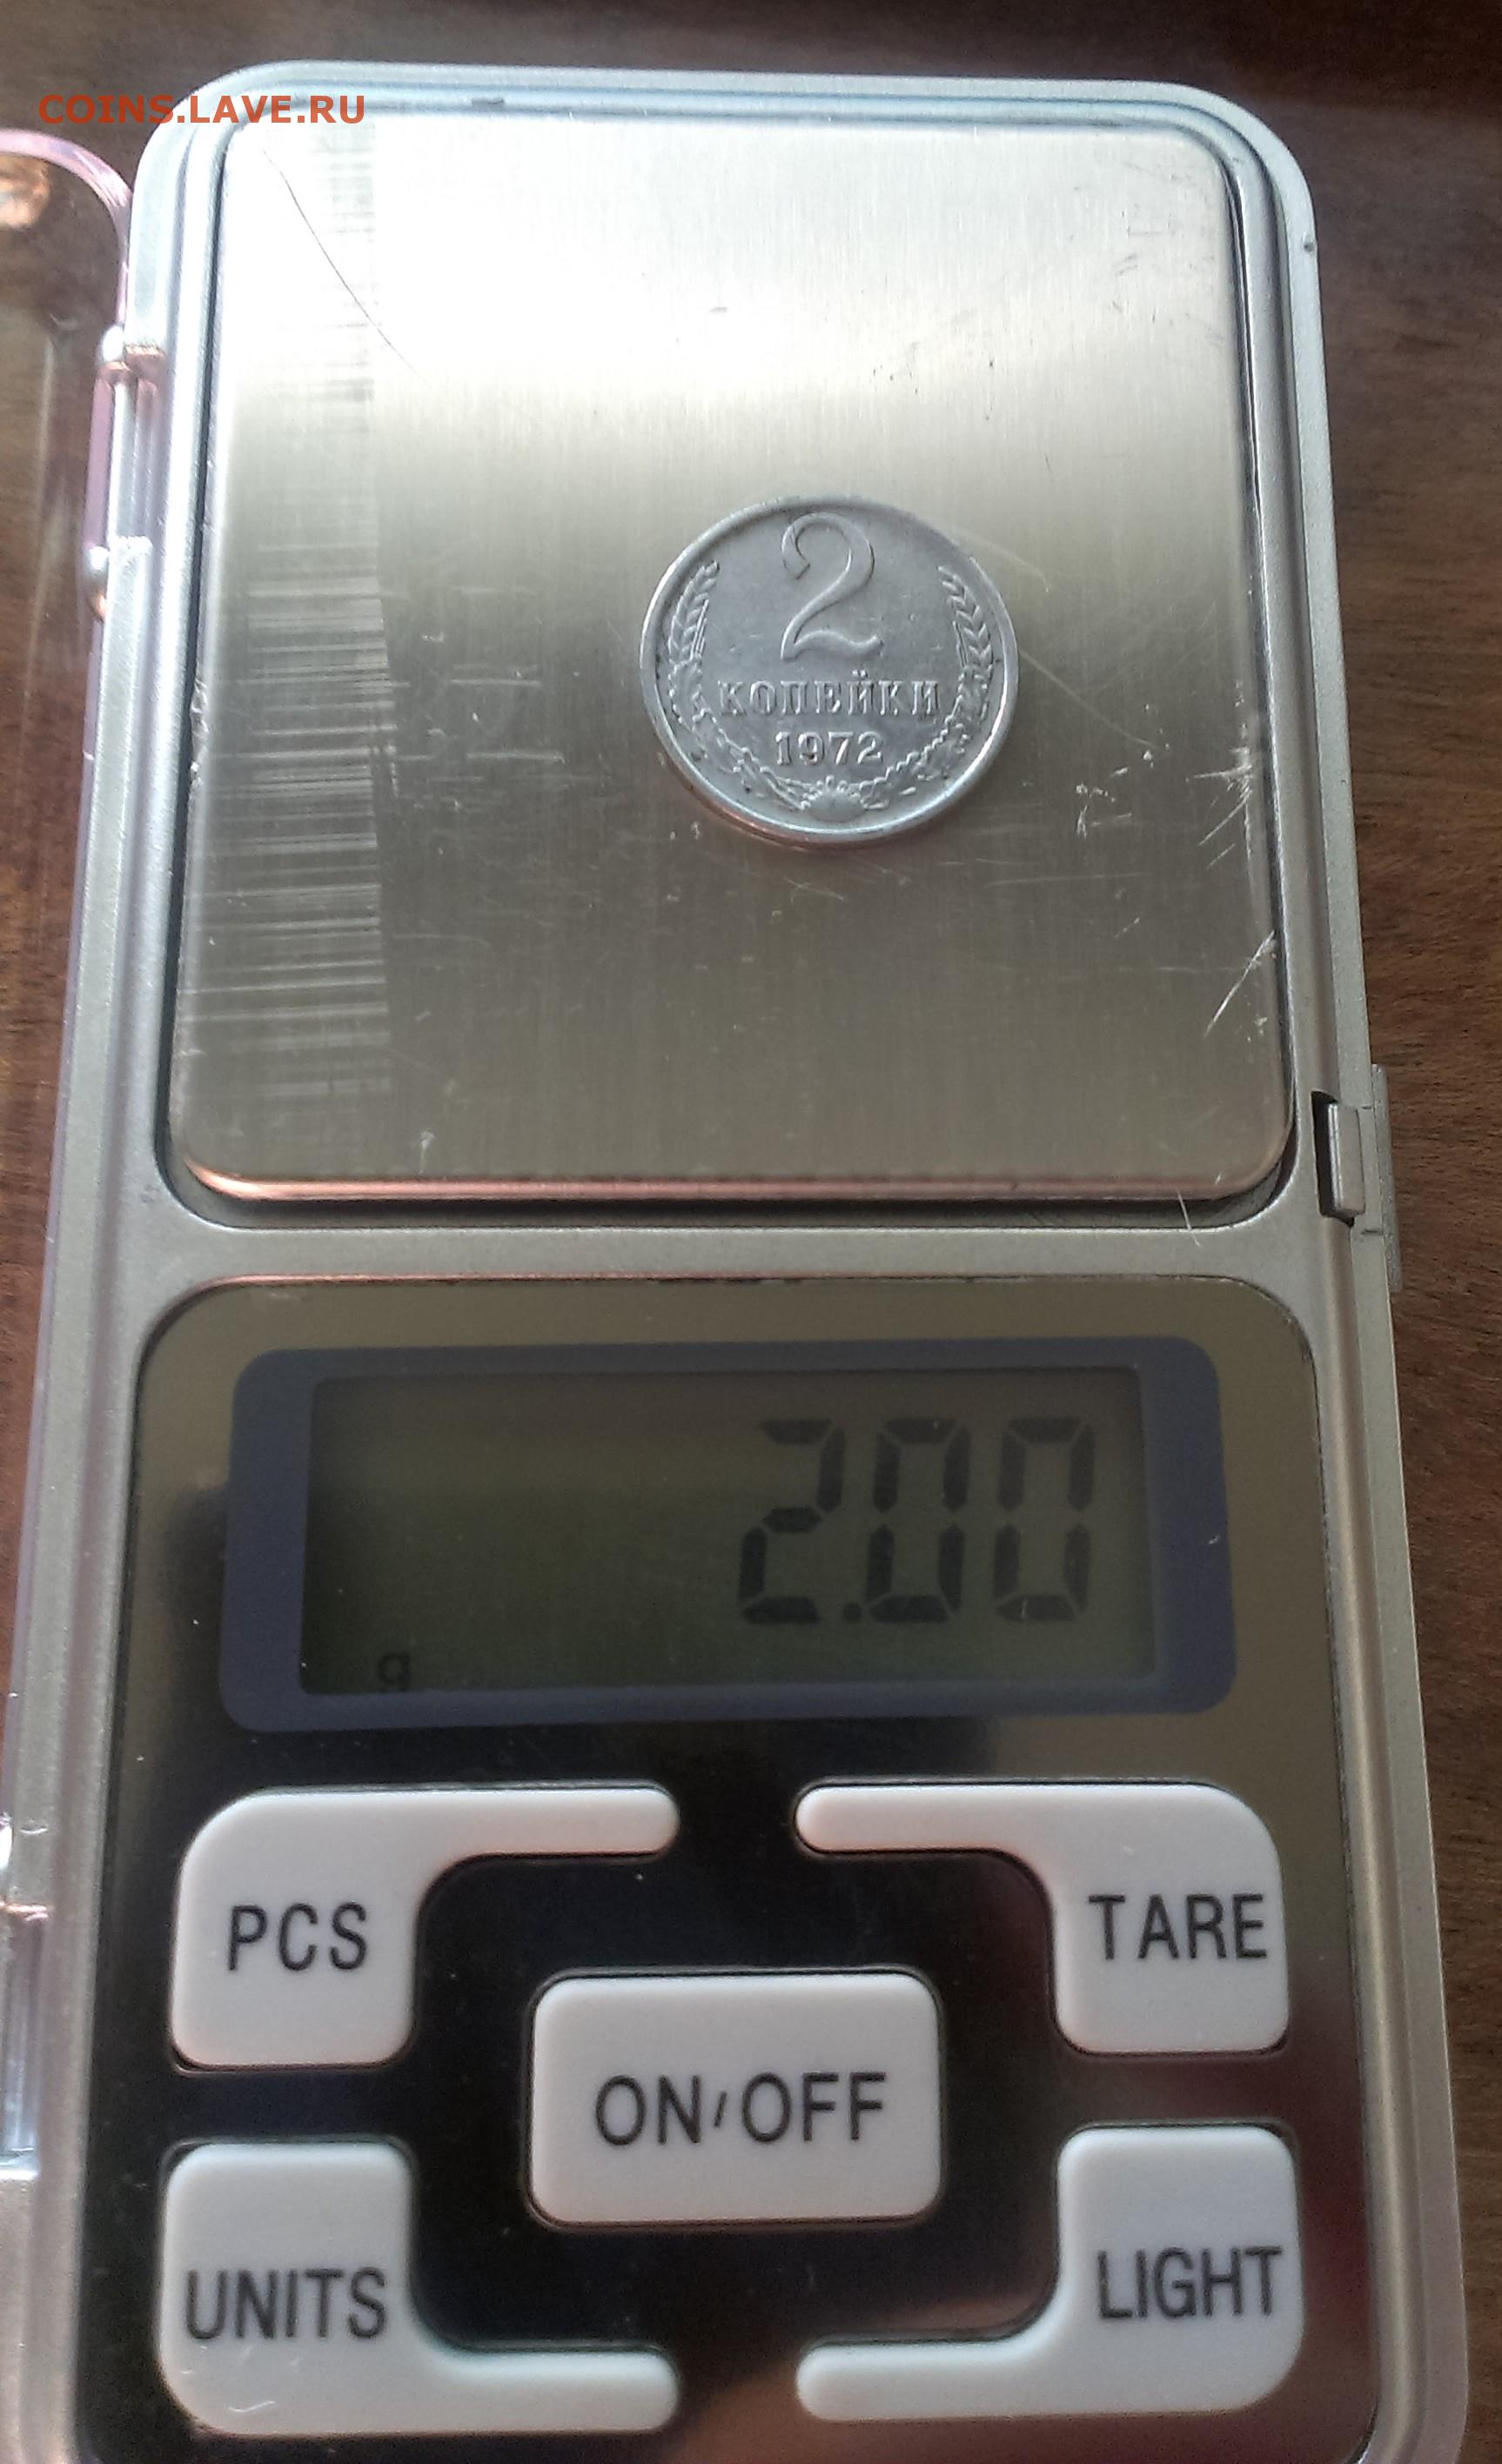 COINS.LAVE.RU
2
КОПЕЙКИ
1972
2.00
g
PCS
TARE
ON/OFF
UNITS
LIGHT